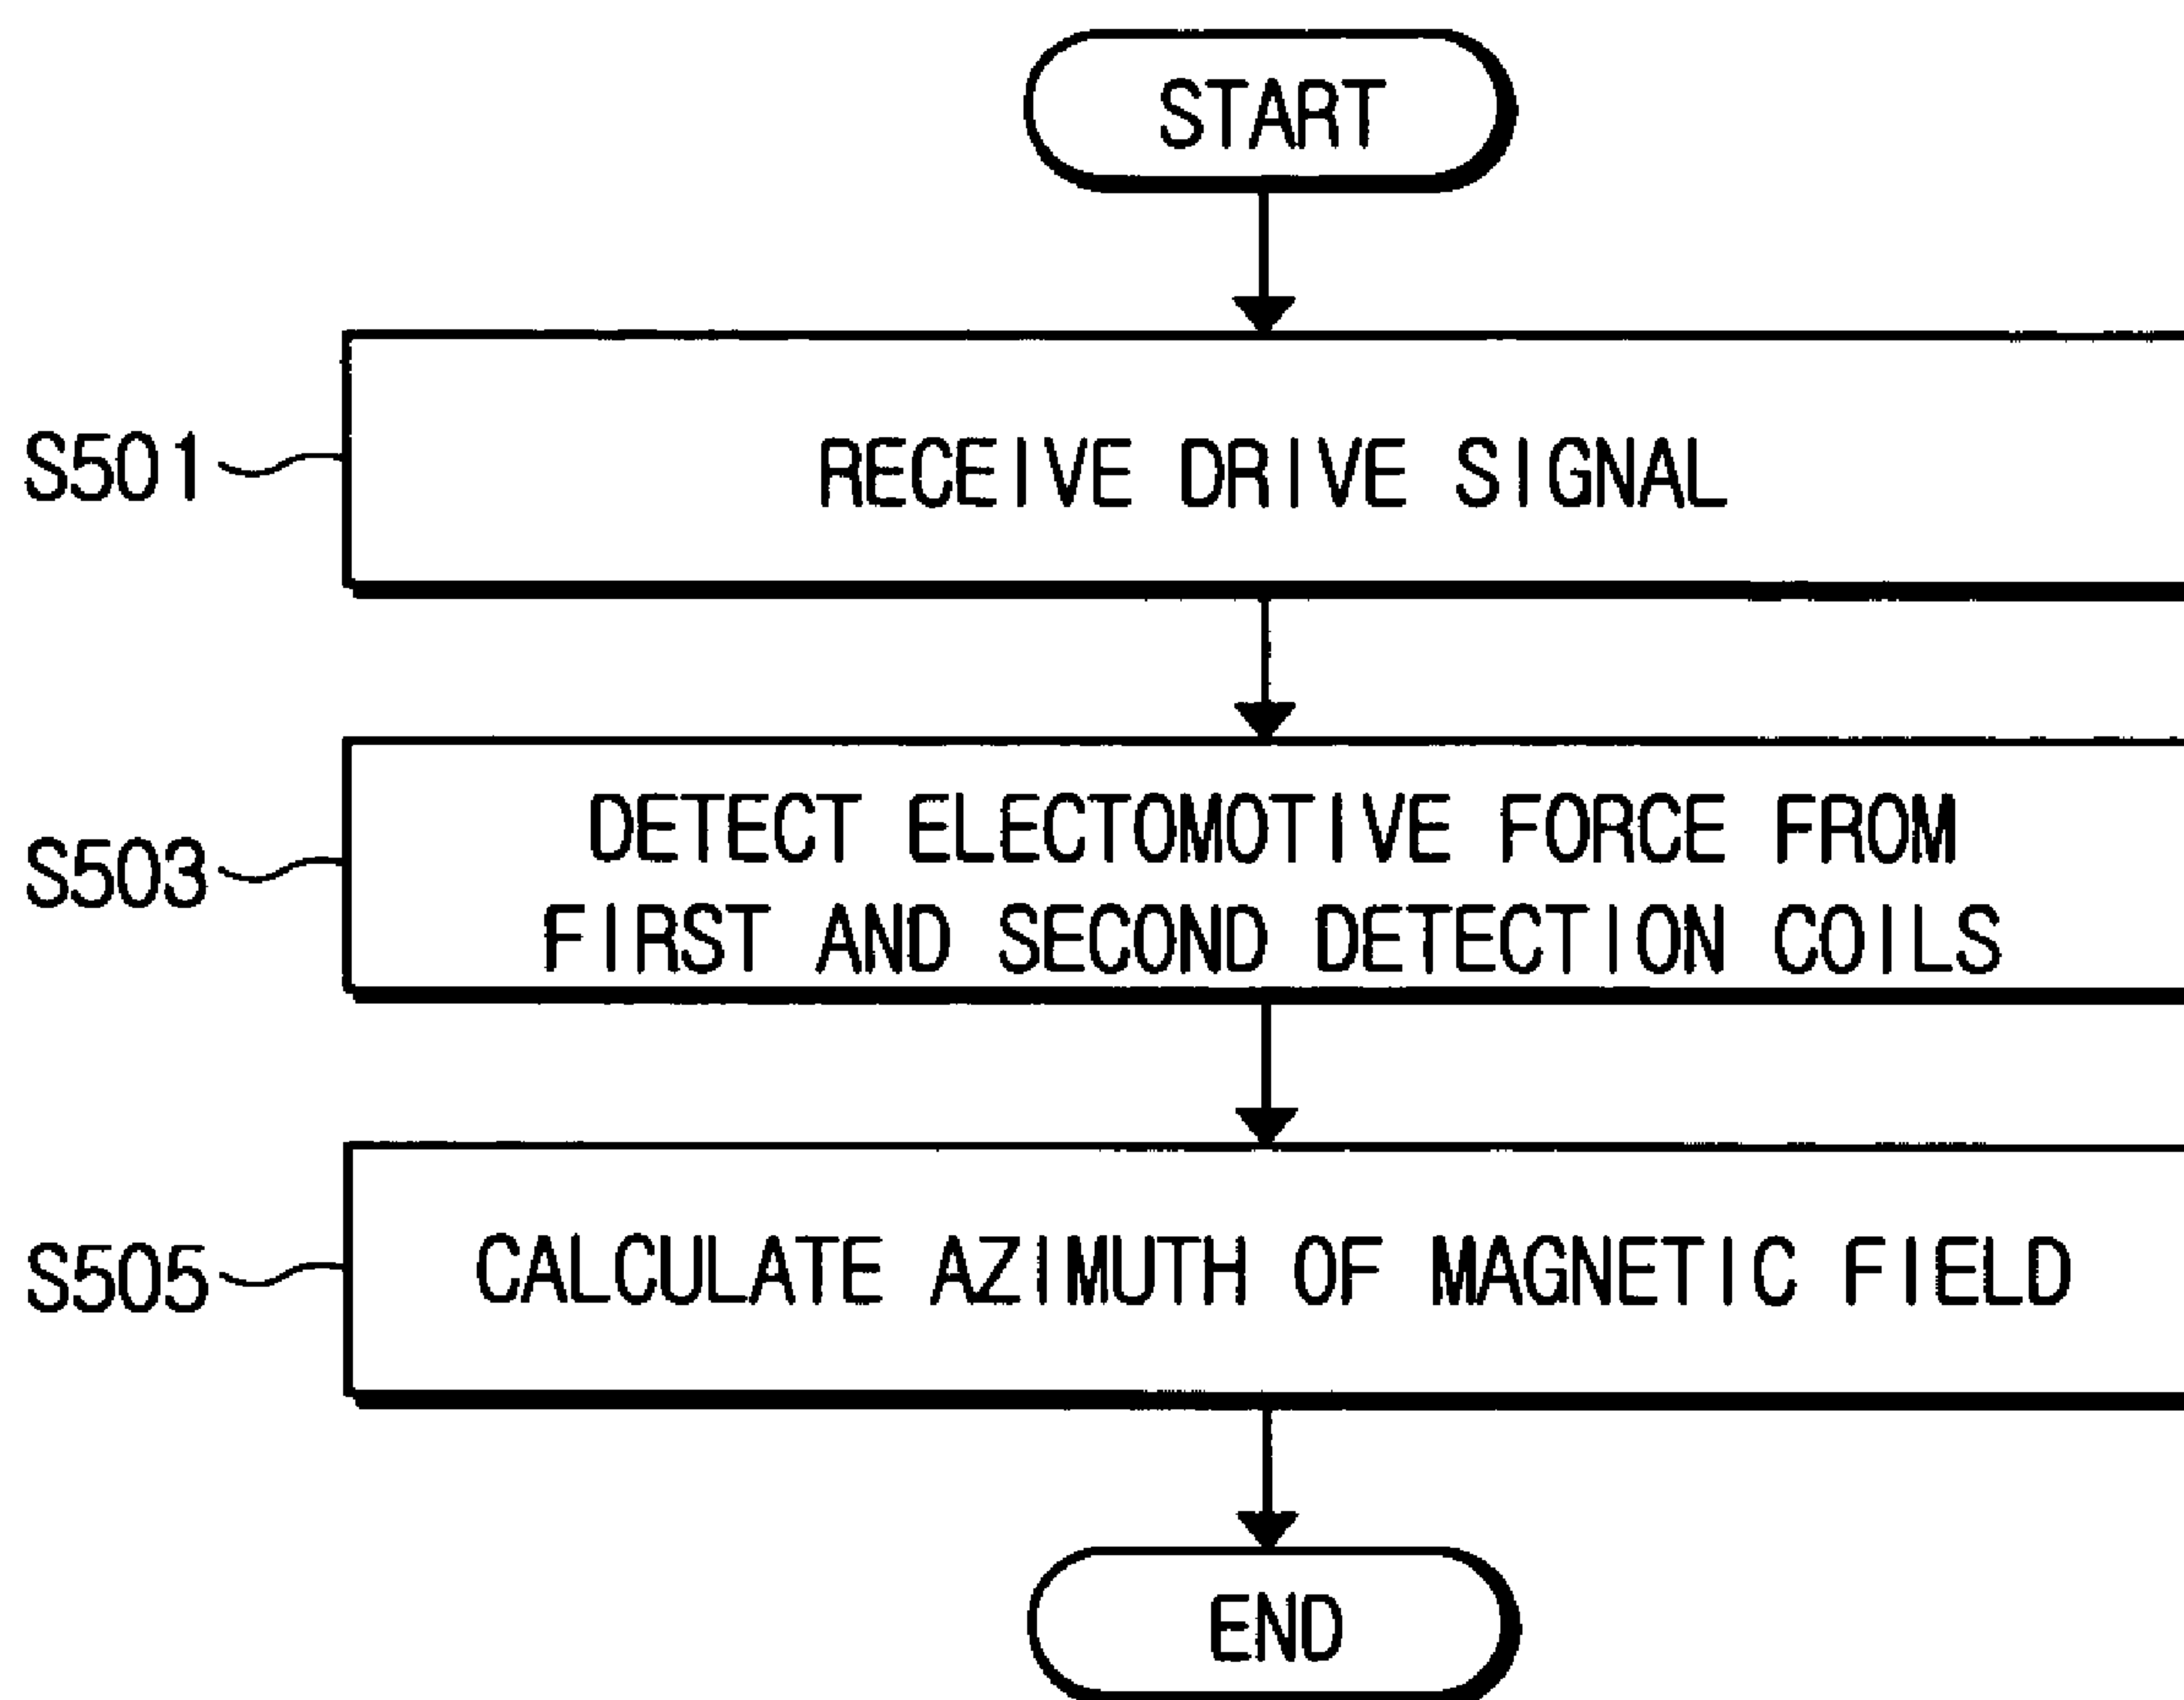 START
S501
RECEIVE DRIVE SIGNAL
S503
DETECT ELECTOMOTIVE FORCE FROM
FIRST AND SECOND DETECTION COILS
S505
CALCULATE AZIMUTH OF MAGNETIC FIELD
END